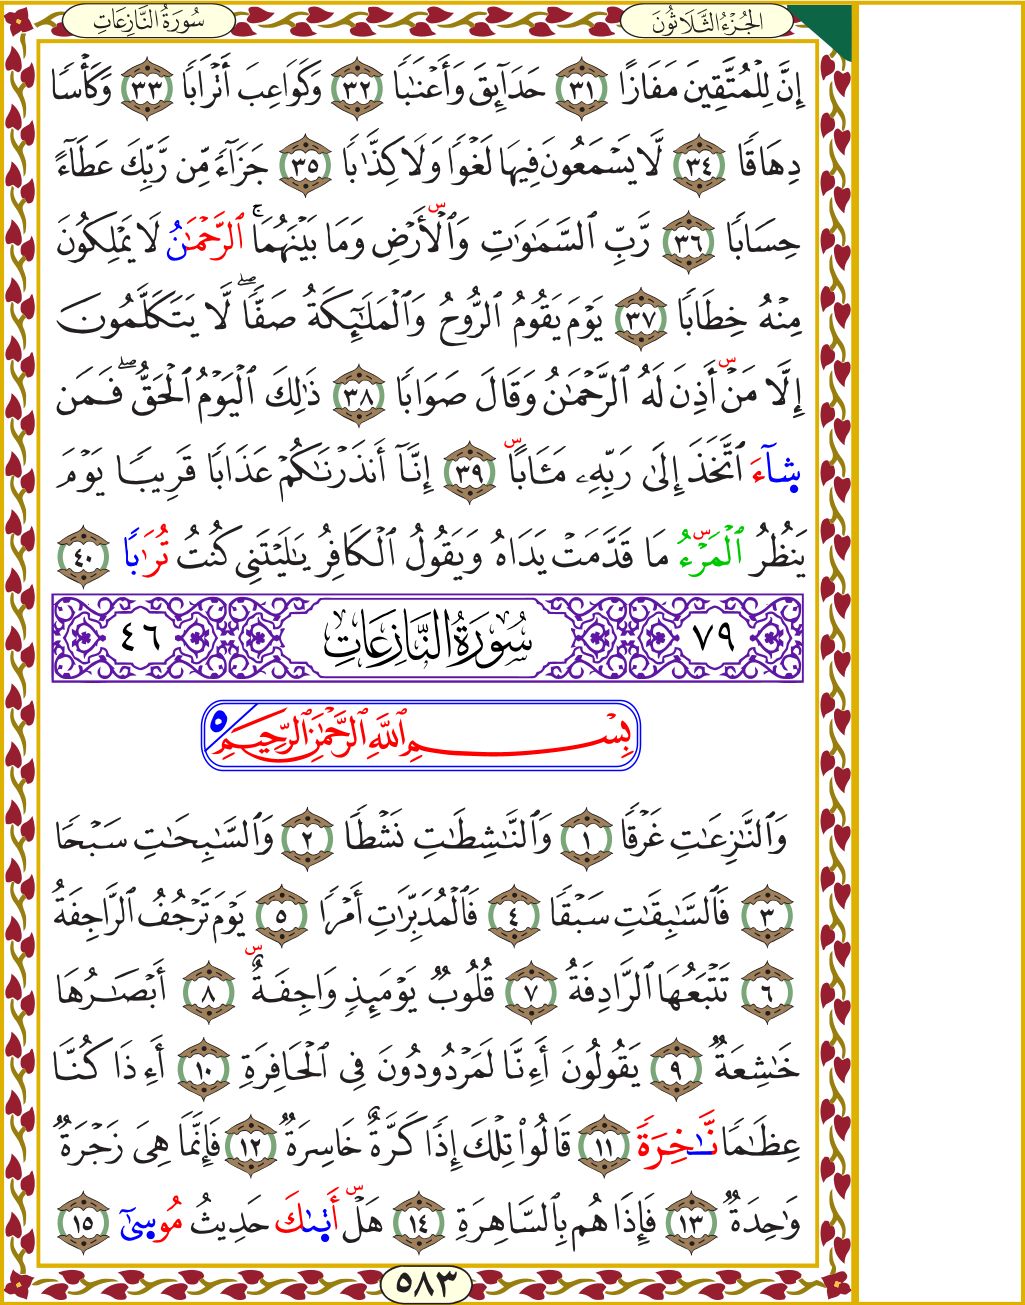 سُورَةُ النَّازِعَاتِ
الجُزْءُ الثَّلَاثُونَ
إِنَّ لِلْمُتَّقِينَ مَفَازًا ٣١ حَدَآئِقَ وَأَعْنَٰبًا ٣٢ وَكَوَاعِبَ أَتْرَابًا ٣٣ وَكَأْسًا
دِهَاقًا ٣٤ لَّا يَسْمَعُونَ فِيهَا لَغْوًا وَلَا كِذَّٰبًا ٣٥ جَزَآءً مِّن رَّبِّكَ عَطَآءً
حِسَابًا ٣٦ رَّبِّ ٱلسَّمَٰوَٰتِ وَٱلْأَرْضِ وَمَا بَيْنَهُمَا ۚ ٱلرَّحْمَٰنُ لَا يَمْلِكُونَ
مِنْهُ خِطَابًا ٣٧ يَوْمَ يَقُومُ ٱلرُّوحُ وَٱلْمَلَٰٓئِكَةُ صَفًّا ۖ لَّا يَتَكَلَّمُونَ
إِلَّا مَنْ أَذِنَ لَهُ ٱلرَّحْمَٰنُ وَقَالَ صَوَابًا ٣٨ ذَٰلِكَ ٱلْيَوْمُ ٱلْحَقُّ ۖ فَمَن
شَآءَ ٱتَّخَذَ إِلَىٰ رَبِّهِۦ مَـَٔابًا ٣٩ إِنَّآ أَنذَرْنَٰكُمْ عَذَابًا قَرِيبًا يَوْمَ
يَنظُرُ ٱلْمَرْءُ مَا قَدَّمَتْ يَدَاهُ وَيَقُولُ ٱلْكَافِرُ يَٰلَيْتَنِى كُنتُ تُرَٰبًا ٤٠
٧٩ سُورَةُ النَّازِعَاتِ ٤٦
بِسْمِ ٱللَّهِ ٱلرَّحْمَٰنِ ٱلرَّحِيمِ ٥
وَٱلنَّٰزِعَٰتِ غَرْقًا ١ وَٱلنَّٰشِطَٰتِ نَشْطًا ٢ وَٱلسَّٰبِحَٰتِ سَبْحًا
٣ فَٱلسَّٰبِقَٰتِ سَبْقًا ٤ فَٱلْمُدَبِّرَٰتِ أَمْرًا ٥ يَوْمَ تَرْجُفُ ٱلرَّاجِفَةُ
٦ تَتْبَعُهَا ٱلرَّادِفَةُ ٧ قُلُوبٌ يَوْمَئِذٍ وَاجِفَةٌ ٨ أَبْصَٰرُهَا
خَٰشِعَةٌ ٩ يَقُولُونَ أَءِنَّا لَمَرْدُودُونَ فِى ٱلْحَافِرَةِ ١٠ أَءِذَا كُنَّا
عِظَٰمًا نَّٰخِرَةً ١١ قَالُوا۟ تِلْكَ إِذًا كَرَّةٌ خَاسِرَةٌ ١٢ فَإِنَّمَا هِىَ زَجْرَةٌ
وَٰحِدَةٌ ١٣ فَإِذَا هُم بِٱلسَّاهِرَةِ ١٤ هَلْ أَتَىٰكَ حَدِيثُ مُوسَىٰٓ ١٥
٥٨٣